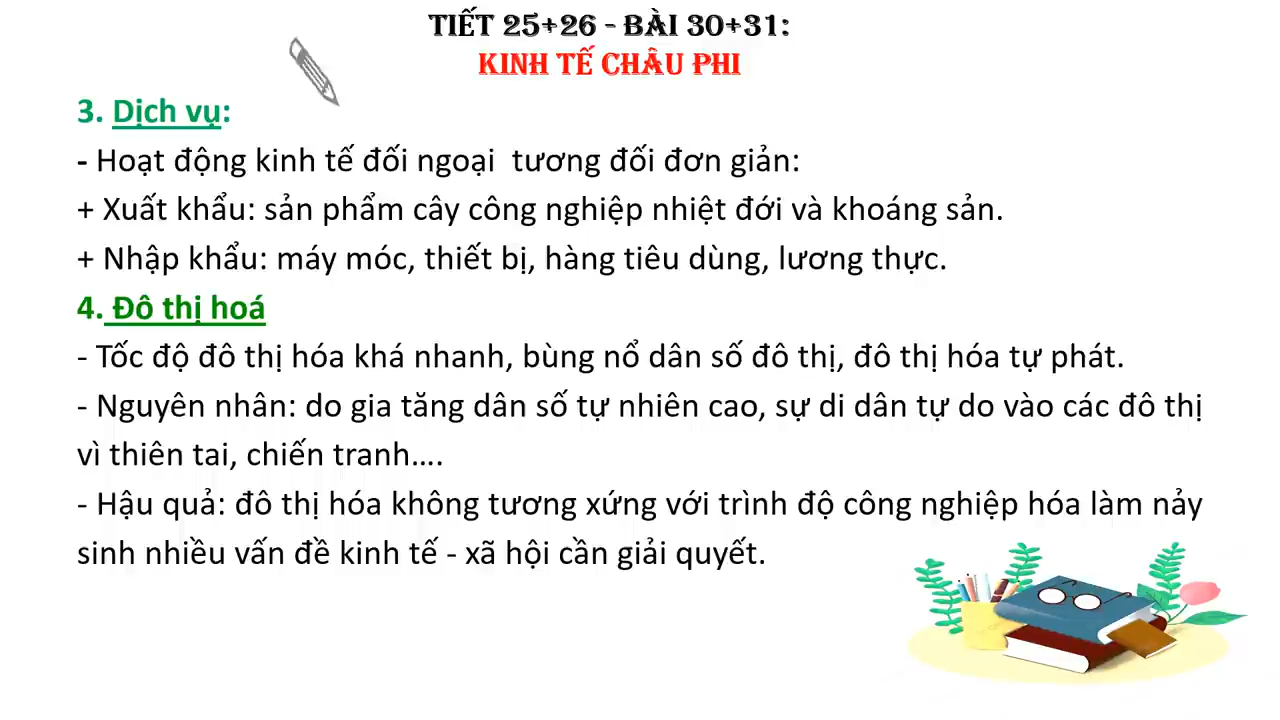 TIẾT 25+26 - BÀI 30+31:
KINH TẾ CHÂU PHI
3. Dịch vụ:
- Hoạt động kinh tế đối ngoại tương đối đơn giản:
+ Xuất khẩu: sản phẩm cây công nghiệp nhiệt đới và khoáng sản.
+ Nhập khẩu: máy móc, thiết bị, hàng tiêu dùng, lương thực.
4. Đô thị hoá
- Tốc độ đô thị hóa khá nhanh, bùng nổ dân số đô thị, đô thị hóa tự phát.
- Nguyên nhân: do gia tăng dân số tự nhiên cao, sự di dân tự do vào các đô thị
vì thiên tai, chiến tranh….
- Hậu quả: đô thị hóa không tương xứng với trình độ công nghiệp hóa làm nảy
sinh nhiều vấn đề kinh tế - xã hội cần giải quyết.